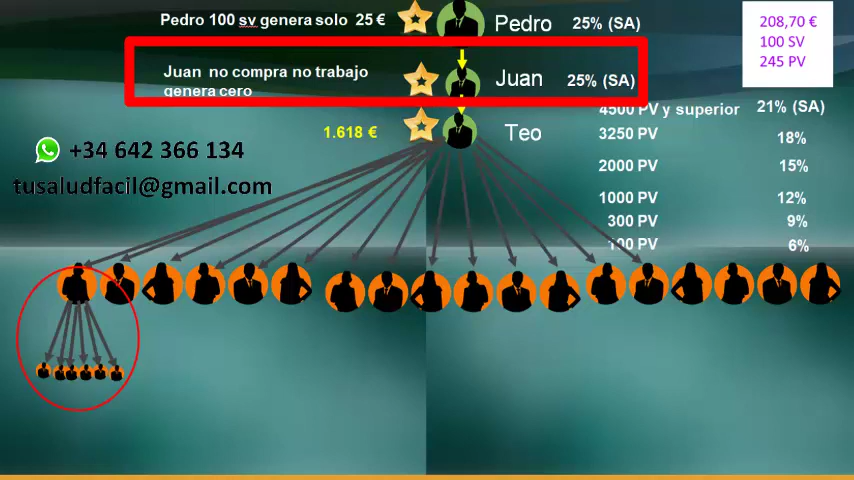 Pedro 100 sv genera solo 25 €
Pedro
25% (SA)
208,70 €
100 SV
245 PV
Juan no compra no trabajo
genera cero
Juan
25% (SA)
4500 PV y superior
21% (SA)
1.618 €
Teo
3250 PV
18%
+34 642 366 134
2000 PV
15%
tusaludfacil@gmail.com
1000 PV
12%
300 PV
9%
100 PV
6%